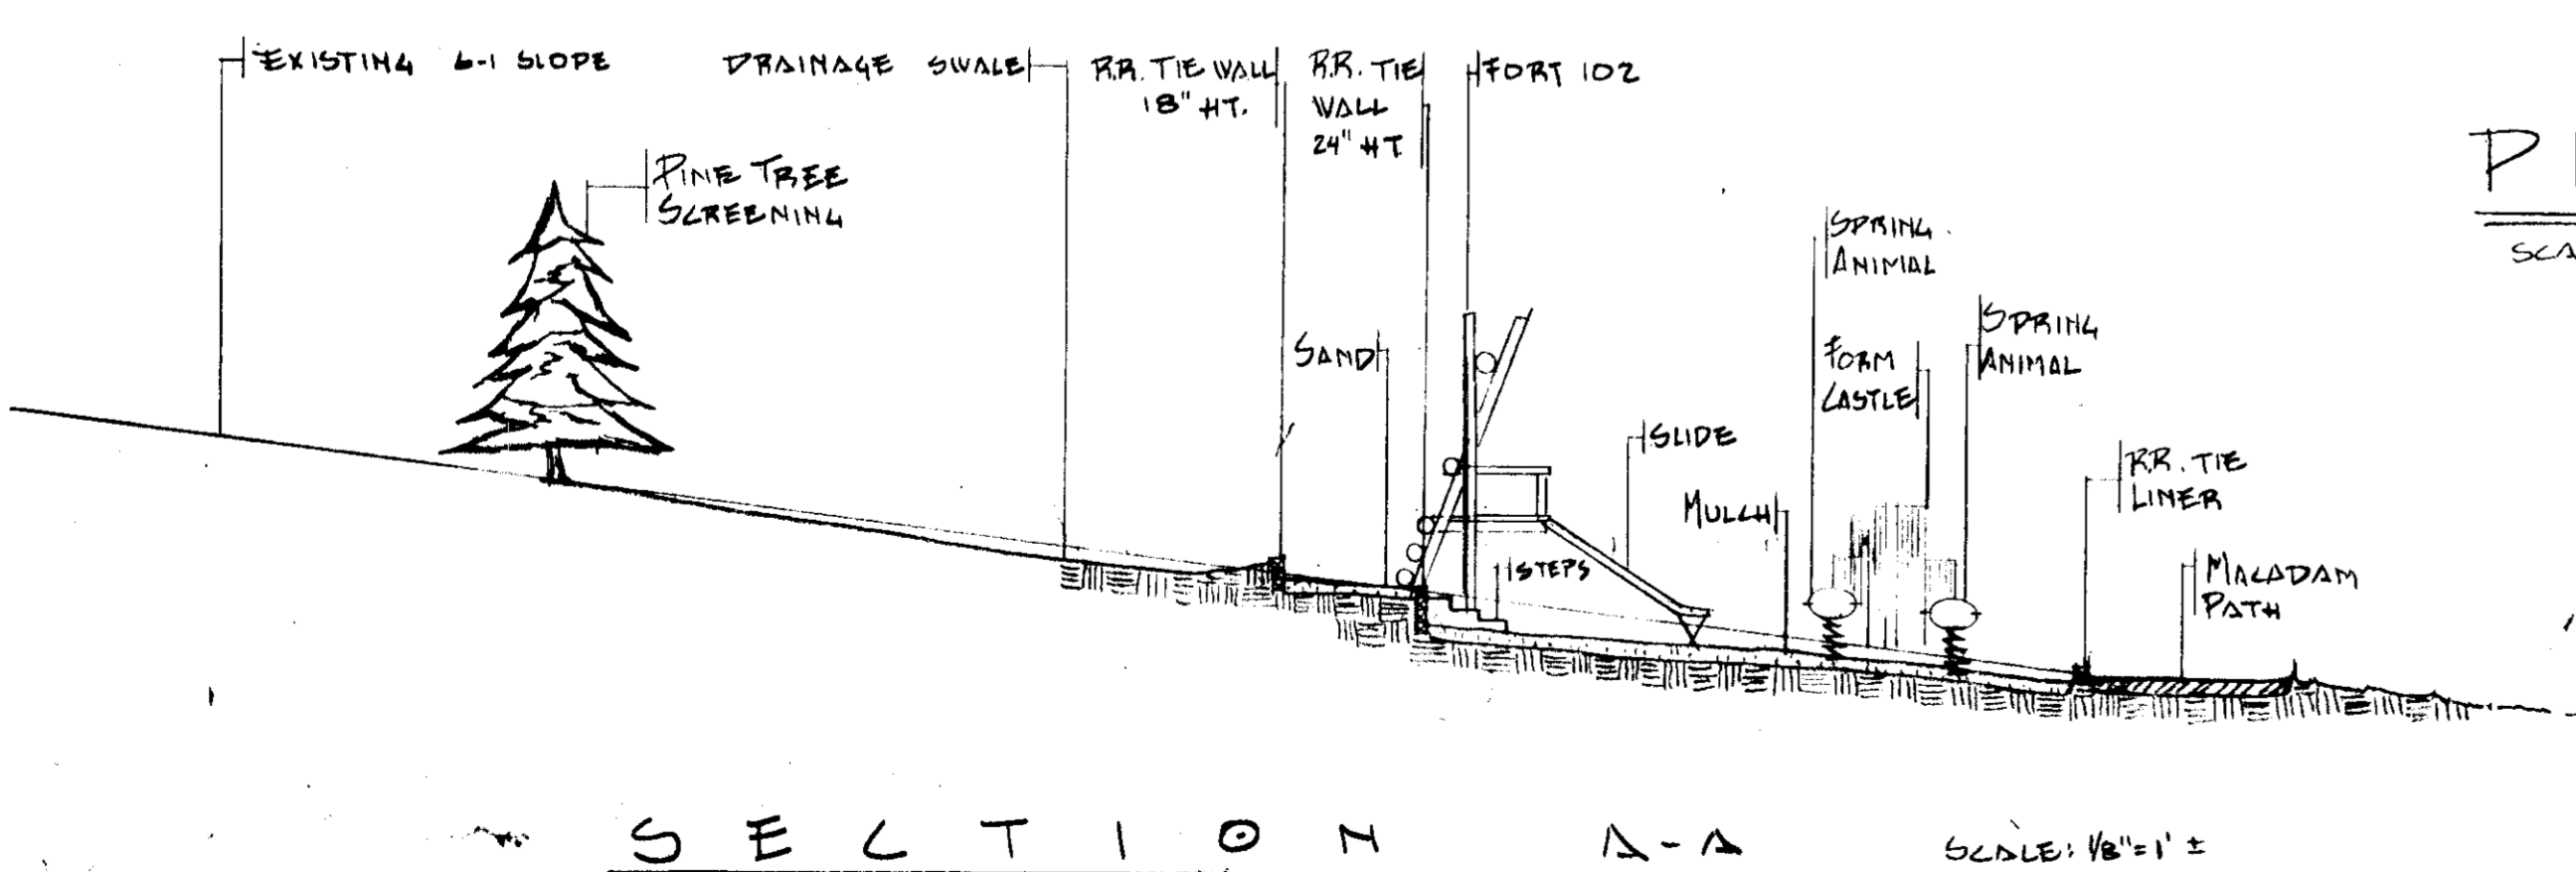 EXISTING 6-1 SLOPE
DRAINAGE SWALE
R.R. TIE WALL
18" HT.
R.R. TIE
WALL
24" HT
FORT 102
PINE TREE
SCREENING
P
SCA
SPRING
ANIMAL
SPRING
ANIMAL
SAND
FORM
CASTLE
SLIDE
MULCH
R.R. TIE
LINER
STEPS
MACADAM
PATH
SECTION A-A
SCALE: 1/8"=1' ±